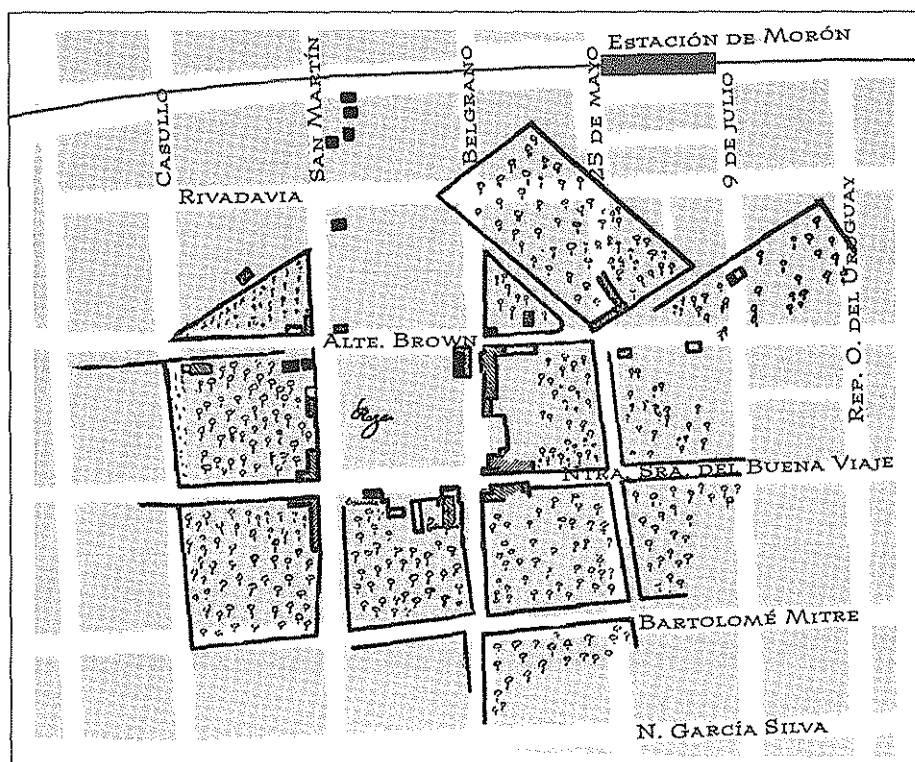 ESTACIÓN DE MORÓN
CASULLO
SAN MARTÍN
BELGRANO
25 DE MAYO
9 DE JULIO
REP. O. DEL URUGUAY
RIVADAVIA
ALTE. BROWN
plaza
NTRA. SRA. DEL BUENA VIAJE
BARTOLOMÉ MITRE
N. GARCÍA SILVA